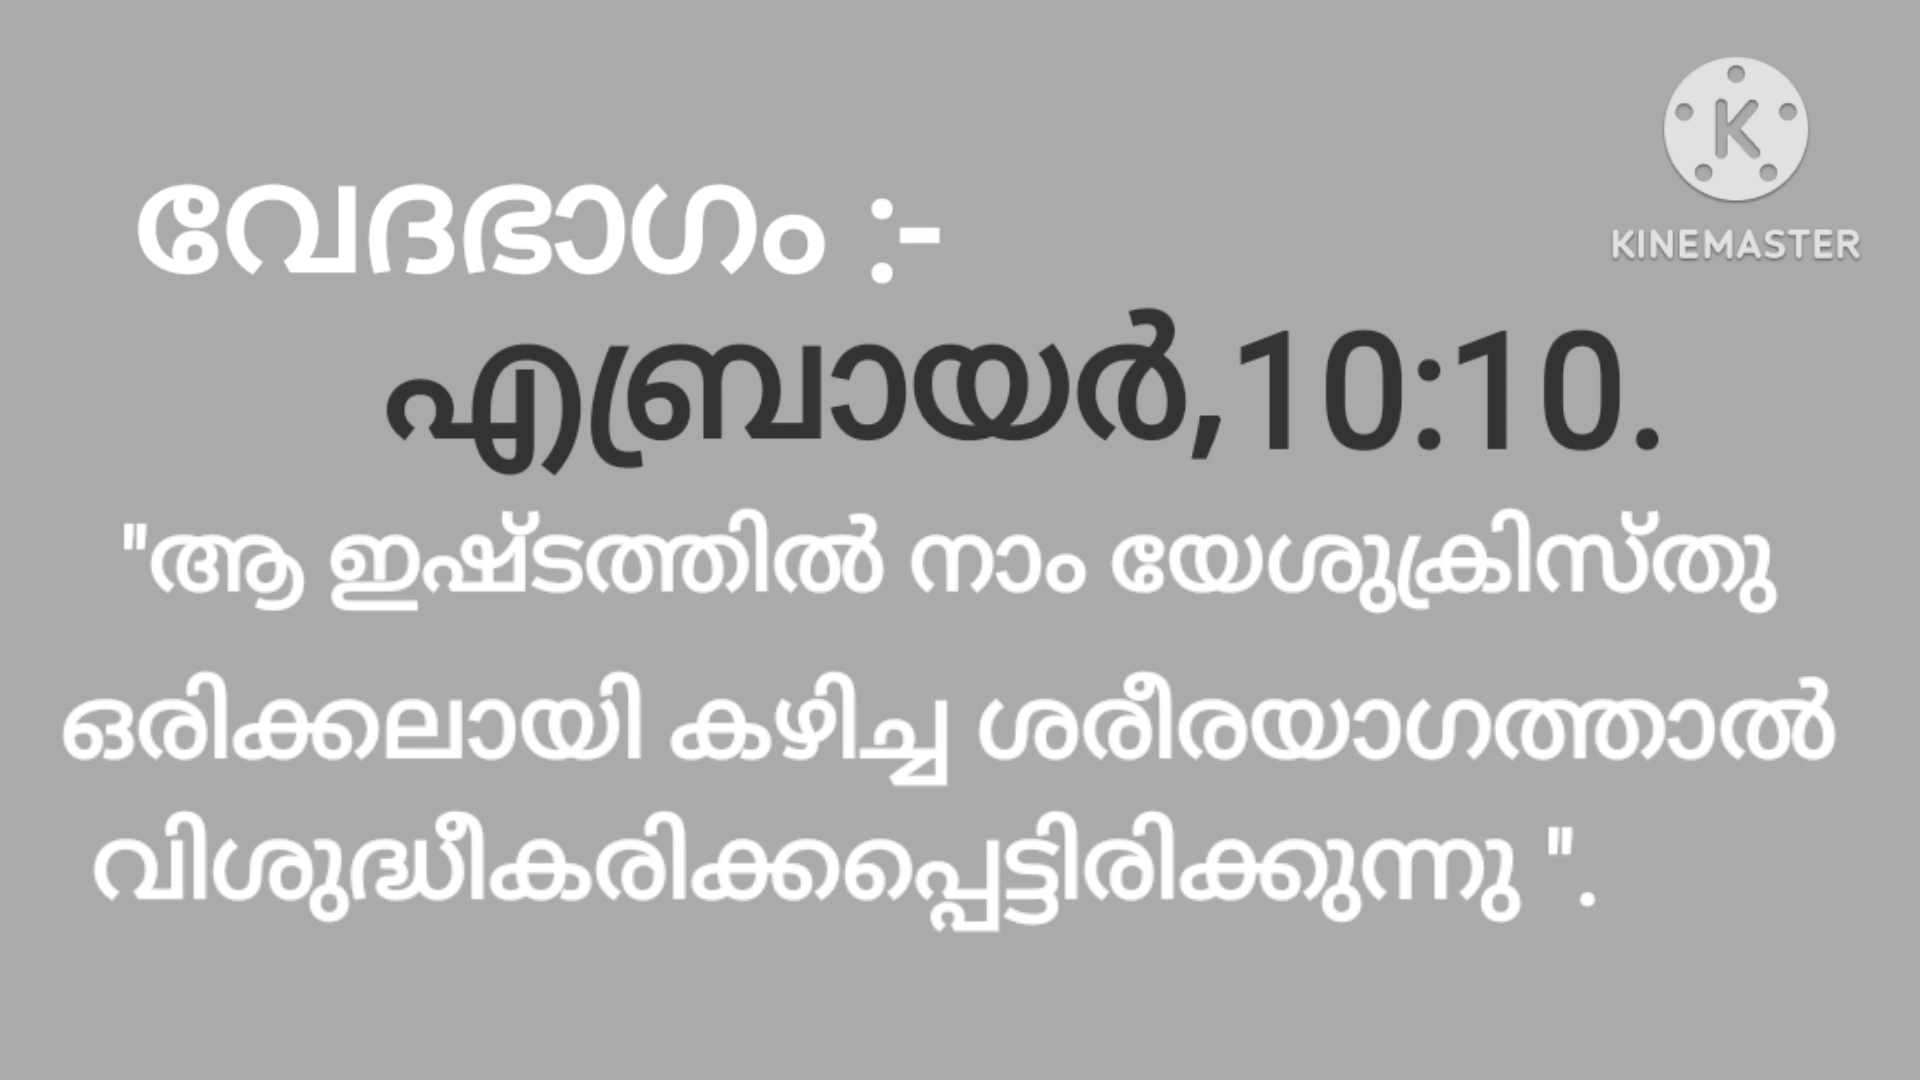 KINEMASTER
വേദഭാഗം :-
എബ്രായർ,10:10.
"ആ ഇഷ്ടത്തിൽ നാം യേശുക്രിസ്തു
ഒരിക്കലായി കഴിച്ച ശരീരയാഗത്താൽ
വിശുദ്ധീകരിക്കപ്പെട്ടിരിക്കുന്നു ".